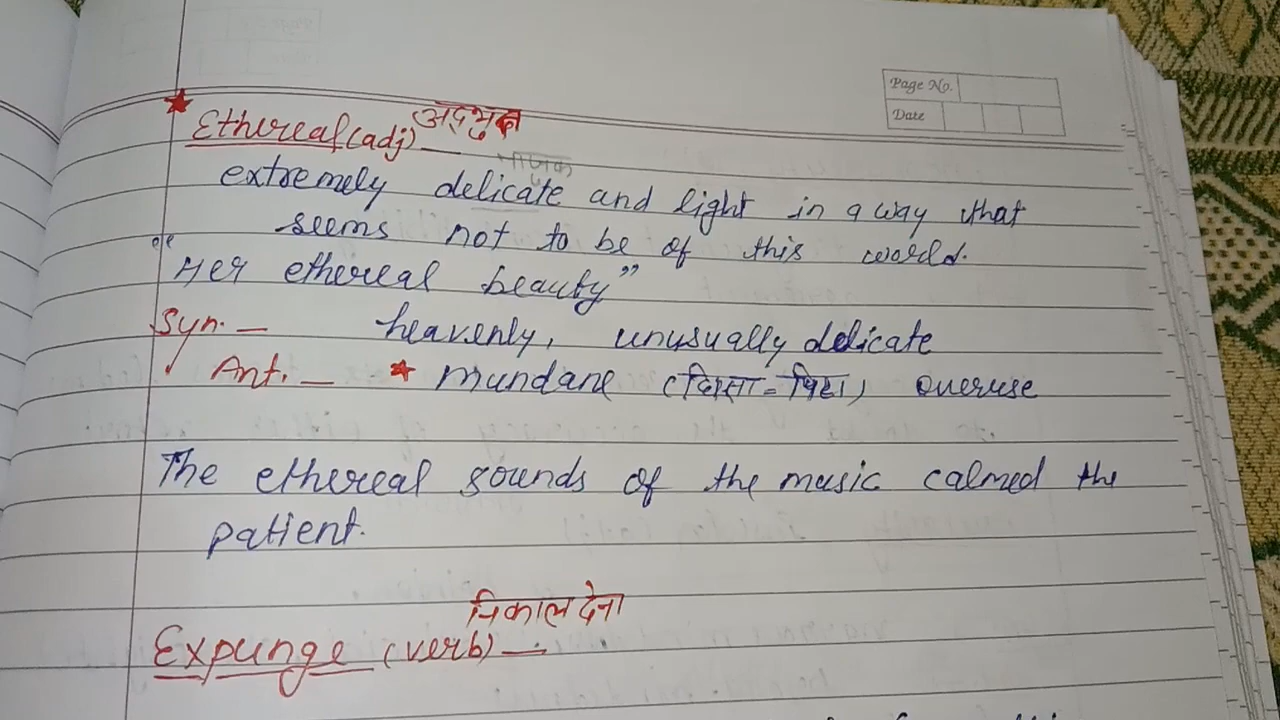 Page No.
Date
Ethereal (adj) — अद्भुत
नाजुक
extremely delicate and light in a way that
seems not to be of this world.
"Her ethereal beauty"
Syn. — heavenly, unusually delicate
Ant. — mundane (घिसा-पिटा) overuse
The ethereal sounds of the music calmed the
patient.
निकाल देना
Expunge (verb) —